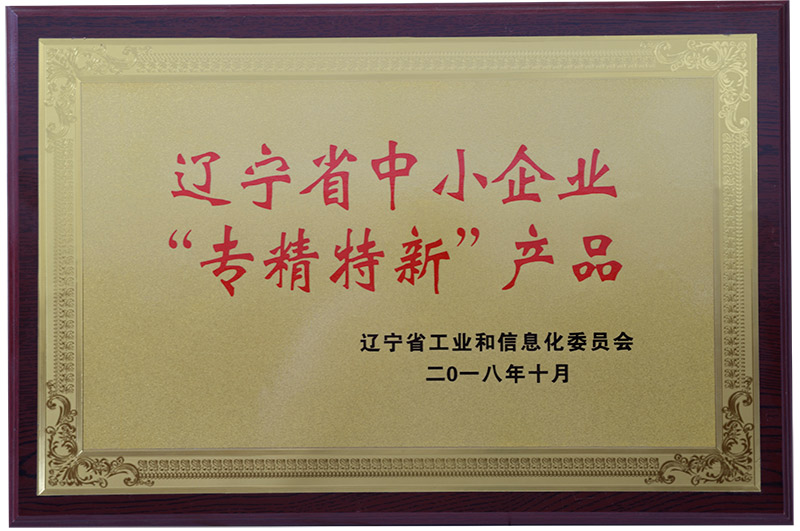 辽宁省中小企业
“专精特新”产品
辽宁省工业和信息化委员会
二0一八年十月